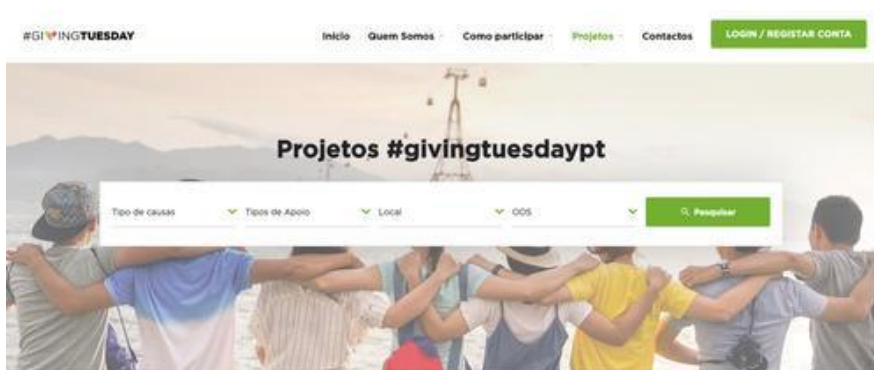 #GIVINGTUESDAY
Início Quem Somos Como participar Projetos Contactos LOGIN / REGISTAR CONTA
Projetos #givingtuesdaypt
Tipo de causas Tipos de Apoio Local ODS Pesquisar